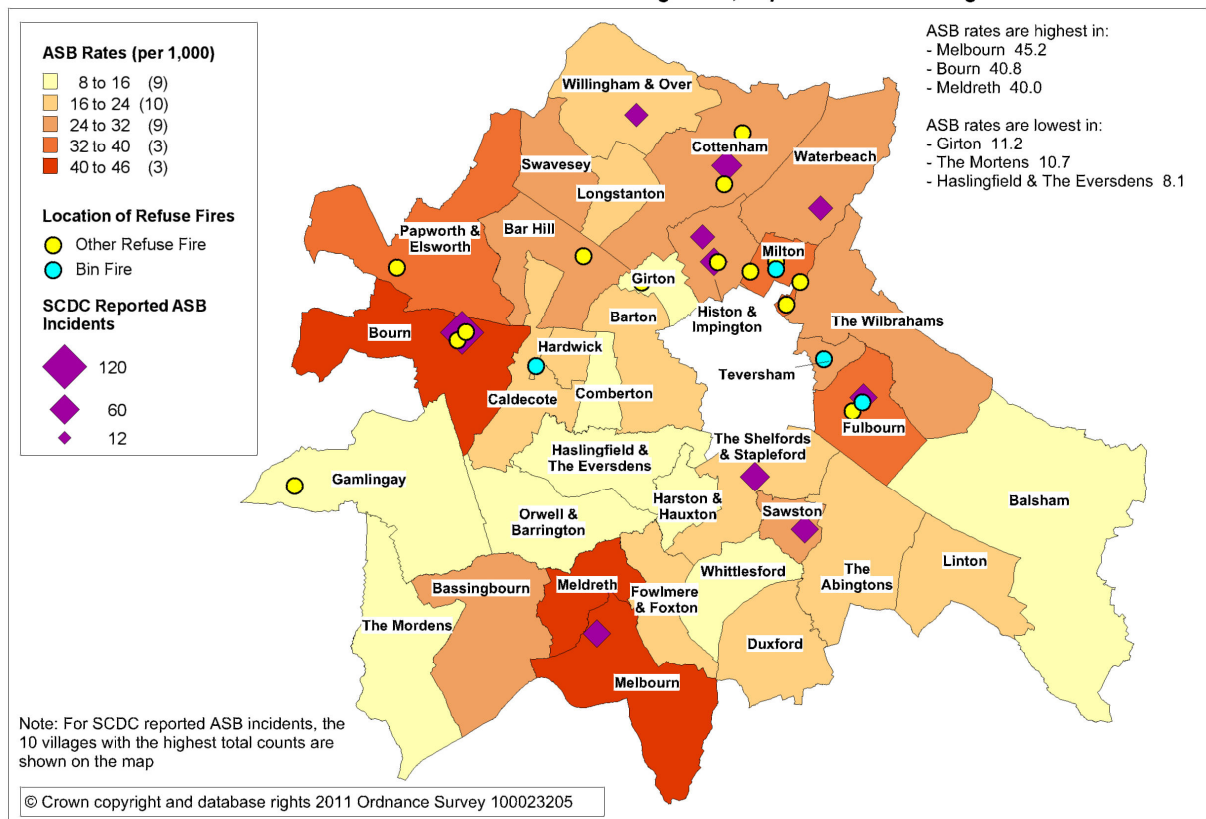 ASB Rates (per 1,000)
8 to 16 (9)
16 to 24 (10)
24 to 32 (9)
32 to 40 (3)
40 to 46 (3)
Location of Refuse Fires
Other Refuse Fire
Bin Fire
SCDC Reported ASB
Incidents
120
60
12
ASB rates are highest in:
- Melbourn 45.2
- Bourn 40.8
- Meldreth 40.0
ASB rates are lowest in:
- Girton 11.2
- The Mortens 10.7
- Haslingfield & The Eversdens 8.1
Willingham & Over
Cottenham
Swavesey
Waterbeach
Longstanton
Papworth &
Elsworth
Bar Hill
Milton
Girton
Histon &
Impington
Barton
The Wilbrahams
Bourn
Hardwick
Teversham
Caldecote
Comberton
Fulbourn
The Shelfords
& Stapleford
Haslingfield &
The Eversdens
Gamlingay
Harston &
Hauxton
Balsham
Orwell &
Barrington
Sawston
Whittlesford
The
Abingtons
Linton
Bassingbourn
Meldreth
Fowlmere
& Foxton
The Mordens
Duxford
Melbourn
Note: For SCDC reported ASB incidents, the
10 villages with the highest total counts are
shown on the map
© Crown copyright and database rights 2011 Ordnance Survey 100023205